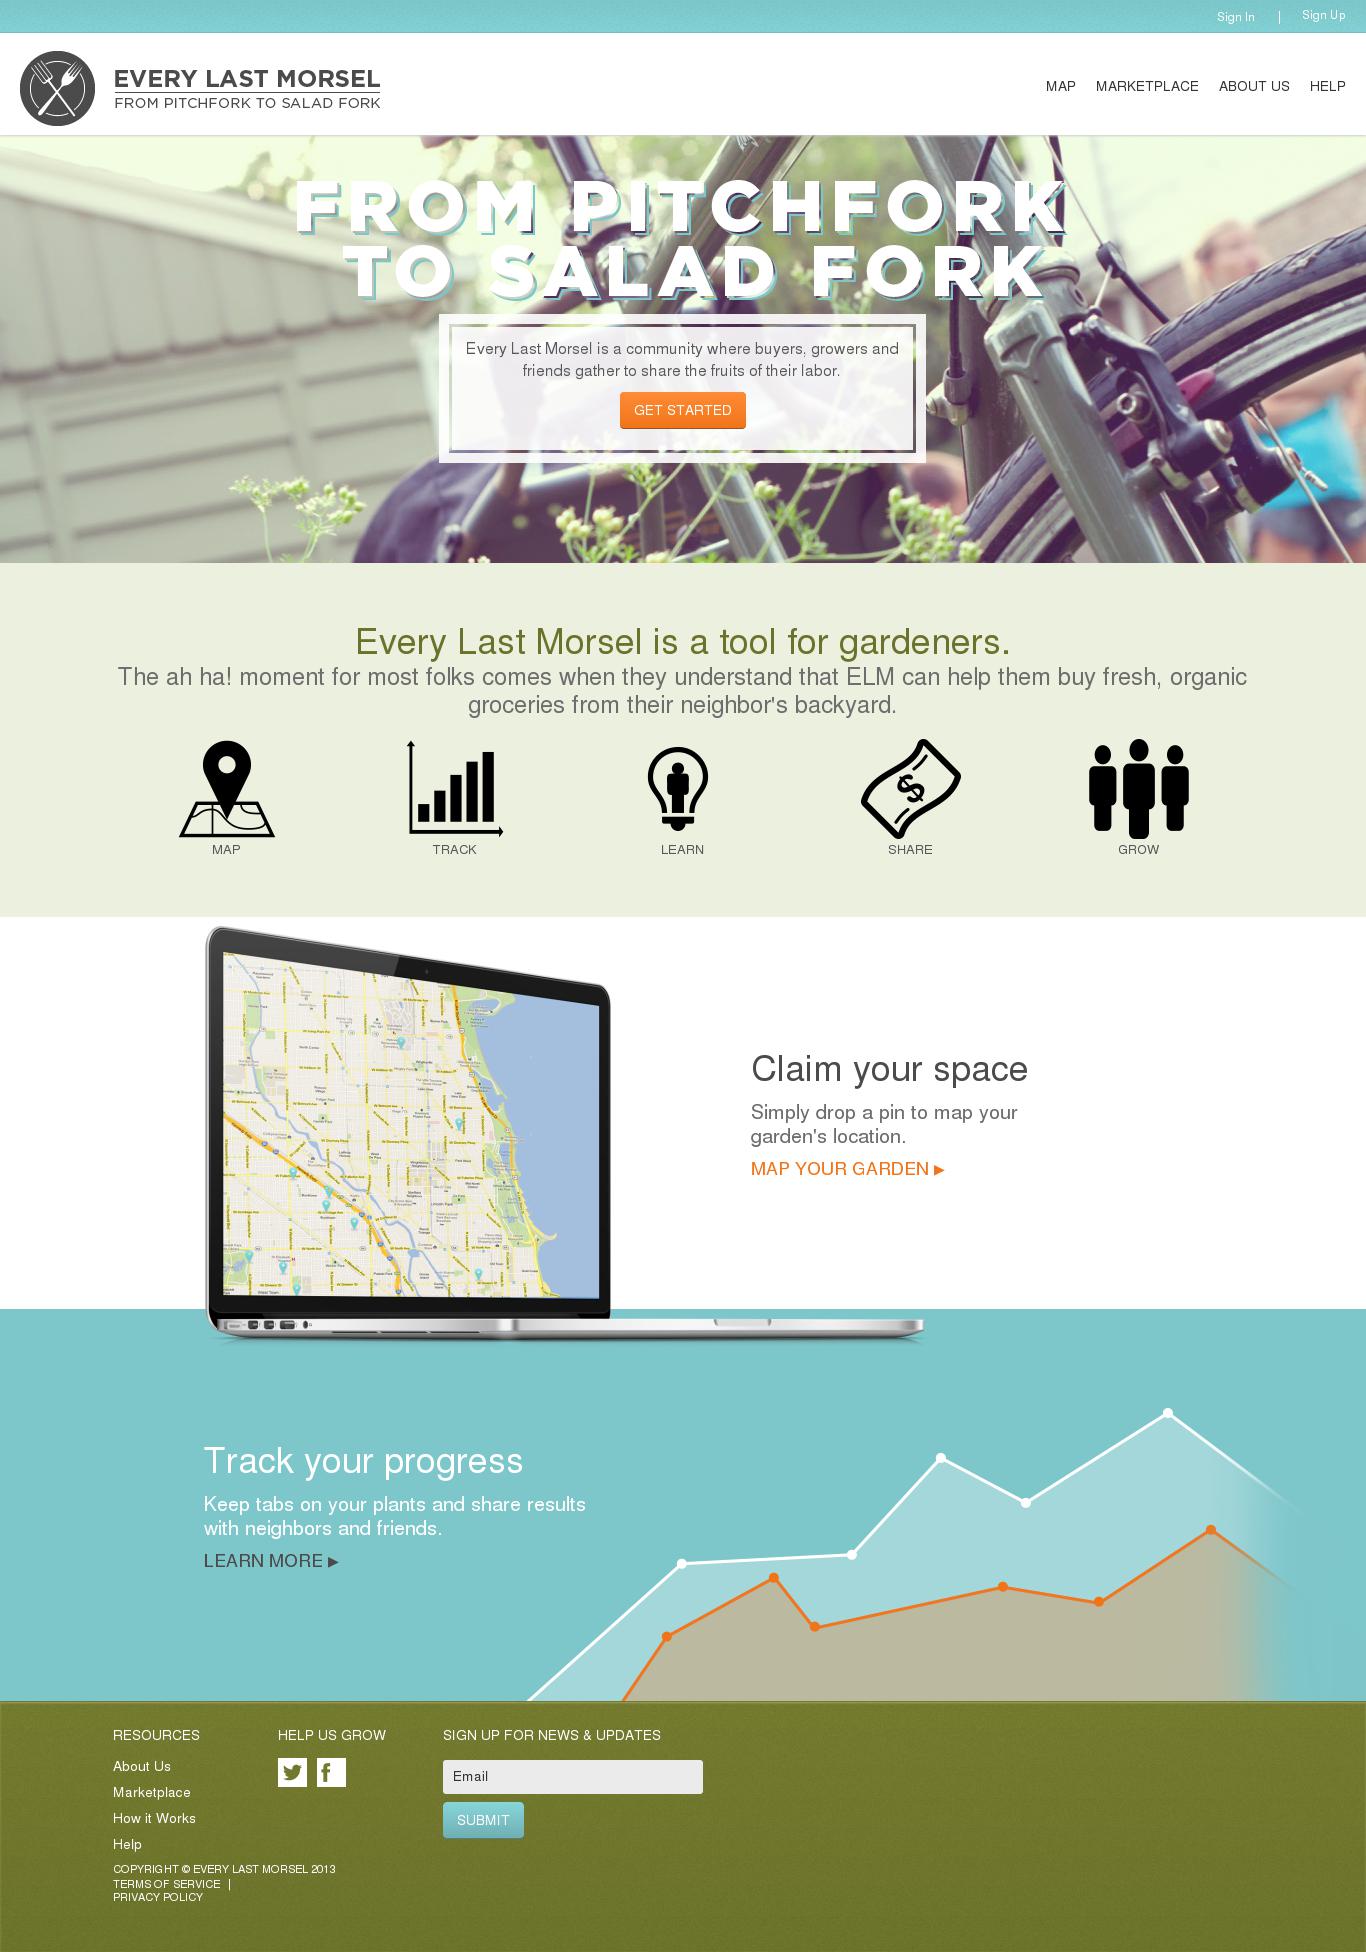 Sign In | Sign Up
EVERY LAST MORSEL
FROM PITCHFORK TO SALAD FORK
MAP MARKETPLACE ABOUT US HELP
FROM PITCHFORK
TO SALAD FORK
Every Last Morsel is a community where buyers, growers and
friends gather to share the fruits of their labor.
GET STARTED
Every Last Morsel is a tool for gardeners.
The ah ha! moment for most folks comes when they understand that ELM can help them buy fresh, organic
groceries from their neighbor's backyard.
MAP TRACK LEARN SHARE GROW
Claim your space
Simply drop a pin to map your
garden's location.
MAP YOUR GARDEN ▶
Track your progress
Keep tabs on your plants and share results
with neighbors and friends.
LEARN MORE ▶
RESOURCES
About Us
Marketplace
How it Works
Help
HELP US GROW
SIGN UP FOR NEWS & UPDATES
Email
SUBMIT
COPYRIGHT © EVERY LAST MORSEL 2013
TERMS OF SERVICE |
PRIVACY POLICY